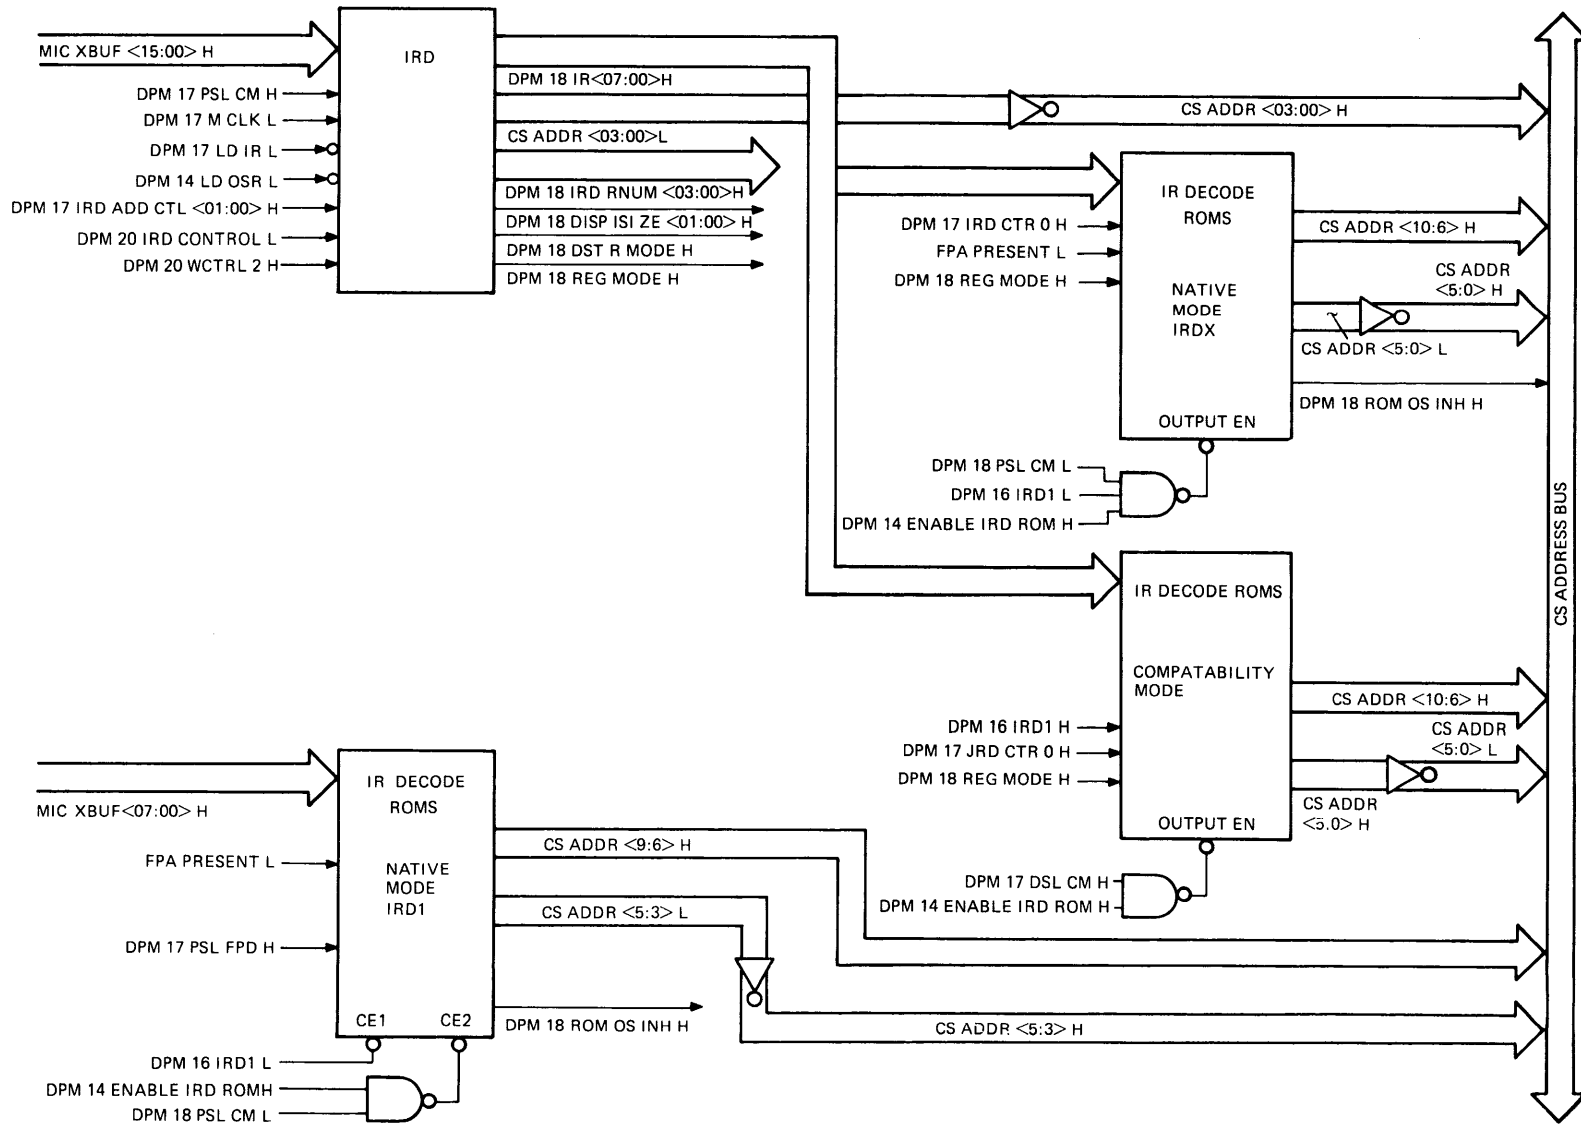 MIC XBUF <15:00> H
DPM 17 PSL CM H
DPM 17 M CLK L
DPM 17 LD IR L
DPM 14 LD OSR L
DPM 17 IRD ADD CTL <01:00> H
DPM 20 IRD CONTROL L
DPM 20 WCTRL 2 H
IRD
DPM 18 IR<07:00>H
CS ADDR <03:00>L
DPM 18 IRD RNUM <03:00>H
DPM 18 DISP ISI ZE <01:00> H
DPM 18 DST R MODE H
DPM 18 REG MODE H
CS ADDR <03:00> H
DPM 17 IRD CTR 0 H
FPA PRESENT L
DPM 18 REG MODE H
IR DECODE
ROMS
NATIVE
MODE
IRDX
OUTPUT EN
CS ADDR <10:6> H
CS ADDR
<5:0> H
CS ADDR <5:0> L
DPM 18 ROM OS INH H
DPM 18 PSL CM L
DPM 16 IRD1 L
DPM 14 ENABLE IRD ROM H
CS ADDRESS BUS
IR DECODE ROMS
COMPATABILITY
MODE
OUTPUT EN
DPM 16 IRD1 H
DPM 17 JRD CTR 0 H
DPM 18 REG MODE H
CS ADDR <10:6> H
CS ADDR
<5:0> L
CS ADDR
<5.0> H
DPM 17 DSL CM H
DPM 14 ENABLE IRD ROM H
MIC XBUF<07:00> H
FPA PRESENT L
DPM 17 PSL FPD H
IR DECODE
ROMS
NATIVE
MODE
IRD1
CE1 CE2
CS ADDR <9:6> H
CS ADDR <5:3> L
DPM 18 ROM OS INH H
CS ADDR <5:3> H
DPM 16 IRD1 L
DPM 14 ENABLE IRD ROMH
DPM 18 PSL CM L